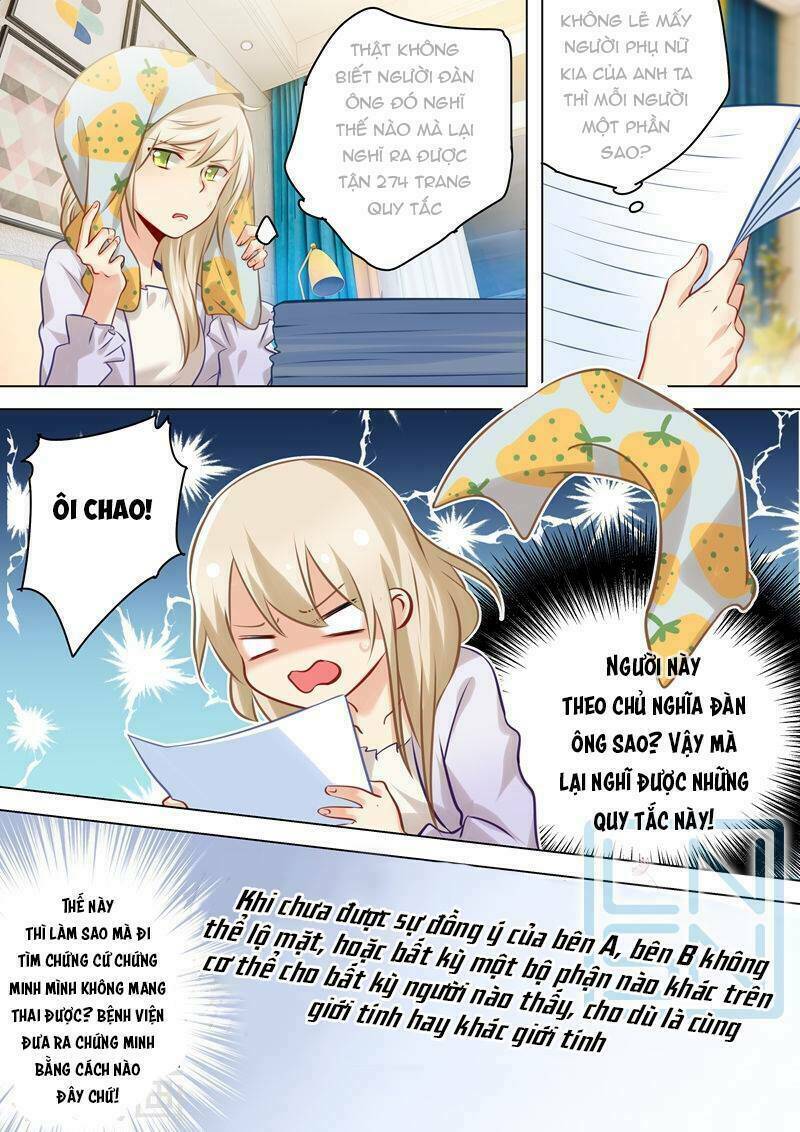 THẬT KHÔNG
BIẾT NGƯỜI ĐÀN
ÔNG ĐÓ NGHĨ
THẾ NÀO MÀ LẠI
NGHĨ RA ĐƯỢC
TẬN 274 TRANG
QUY TẮC
KHÔNG LẼ MẤY
NGƯỜI PHỤ NỮ
KIA CỦA ANH TA
THÌ MỖI NGƯỜI
MỘT PHẦN
SAO?
ÔI CHAO!
NGƯỜI NÀY
THEO CHỦ NGHĨA ĐÀN
ÔNG SAO? VẬY MÀ
LẠI NGHĨ ĐƯỢC NHỮNG
QUY TẮC NÀY!
THẾ NÀY
THÌ LÀM SAO MÀ ĐI
TÌM CHỨNG CỨ CHỨNG
MINH MÌNH KHÔNG MANG
THAI ĐƯỢC? BỆNH VIỆN
ĐƯA RA CHỨNG MINH
BẰNG CÁCH NÀO
ĐÂY CHỨ!
Khi chưa được sự đồng ý của bên A, bên B không
thể lộ mặt, hoặc bất kỳ một bộ phận nào khác trên
cơ thể cho bất kỳ người nào thấy, cho dù là cùng
giới tính hay khác giới tính